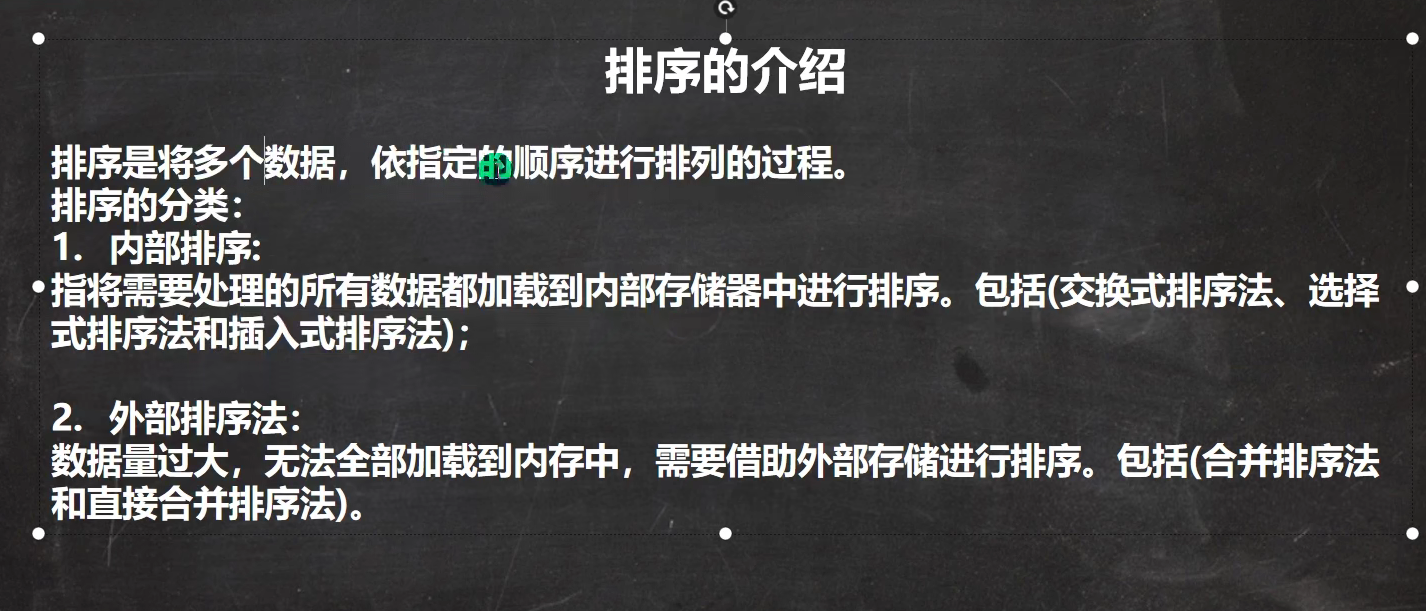 排序的介绍
排序是将多个数据，依指定的顺序进行排列的过程。
排序的分类：
1. 内部排序:
指将需要处理的所有数据都加载到内部存储器中进行排序。包括(交换式排序法、选择
式排序法和插入式排序法)；
2. 外部排序法：
数据量过大，无法全部加载到内存中，需要借助外部存储进行排序。包括(合并排序法
和直接合并排序法)。